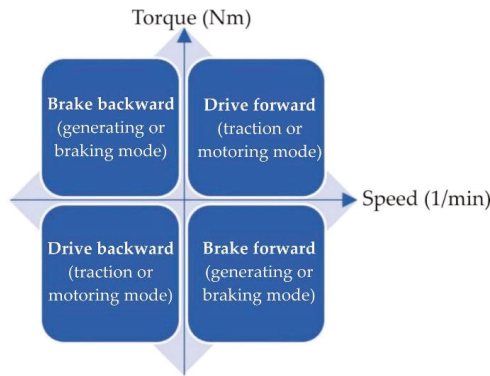 Torque (Nm)
Brake backward
(generating or
braking mode)
Drive forward
(traction or
motoring mode)
Speed (1/min)
Drive backward
(traction or
motoring mode)
Brake forward
(generating or
braking mode)